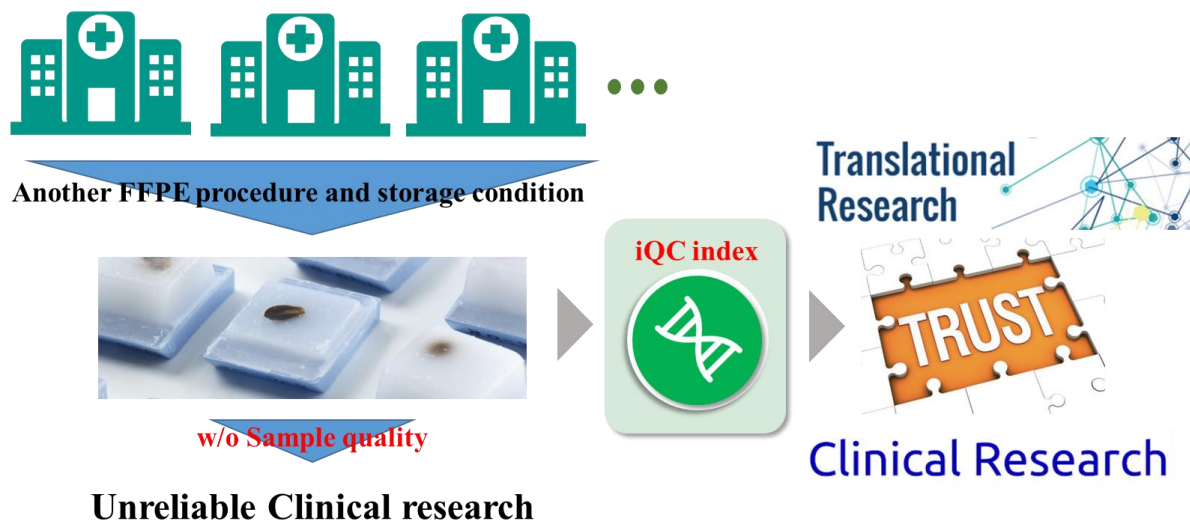 Another FFPE procedure and storage condition
w/o Sample quality
Unreliable Clinical research
iQC index
Translational
Research
TRUST
Clinical Research